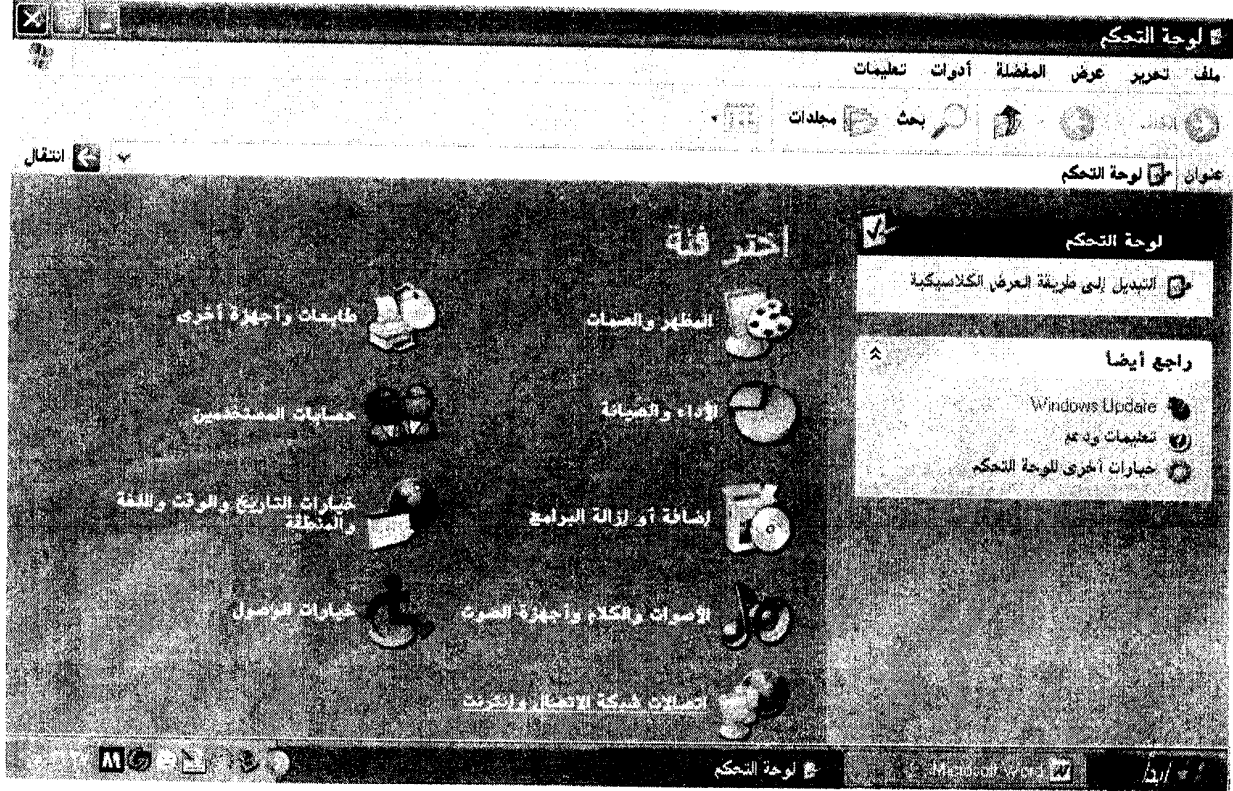 لوحة التحكم
ملف تحرير عرض المفضلة أدوات تعليمات
بحث مجلدات
عنوان لوحة التحكم انتقال
لوحة التحكم
التبديل إلى طريقة العرض الكلاسيكية
راجع أيضاً
Windows Update
تعليمات ودعم
خيارات أخرى للوحة التحكم
اختر فئة
المظهر والسمات
طابعات وأجهزة أخرى
الأداء والصيانة
حسابات المستخدمين
إضافة أو إزالة البرامج
خيارات التاريخ والوقت واللغة
والمنطقة
الأصوات والكلام وأجهزة الصوت
خيارات الوصول
اتصالات شبكة الاتصال وإنترنت
ابدأ
Microsoft Word
لوحة التحكم